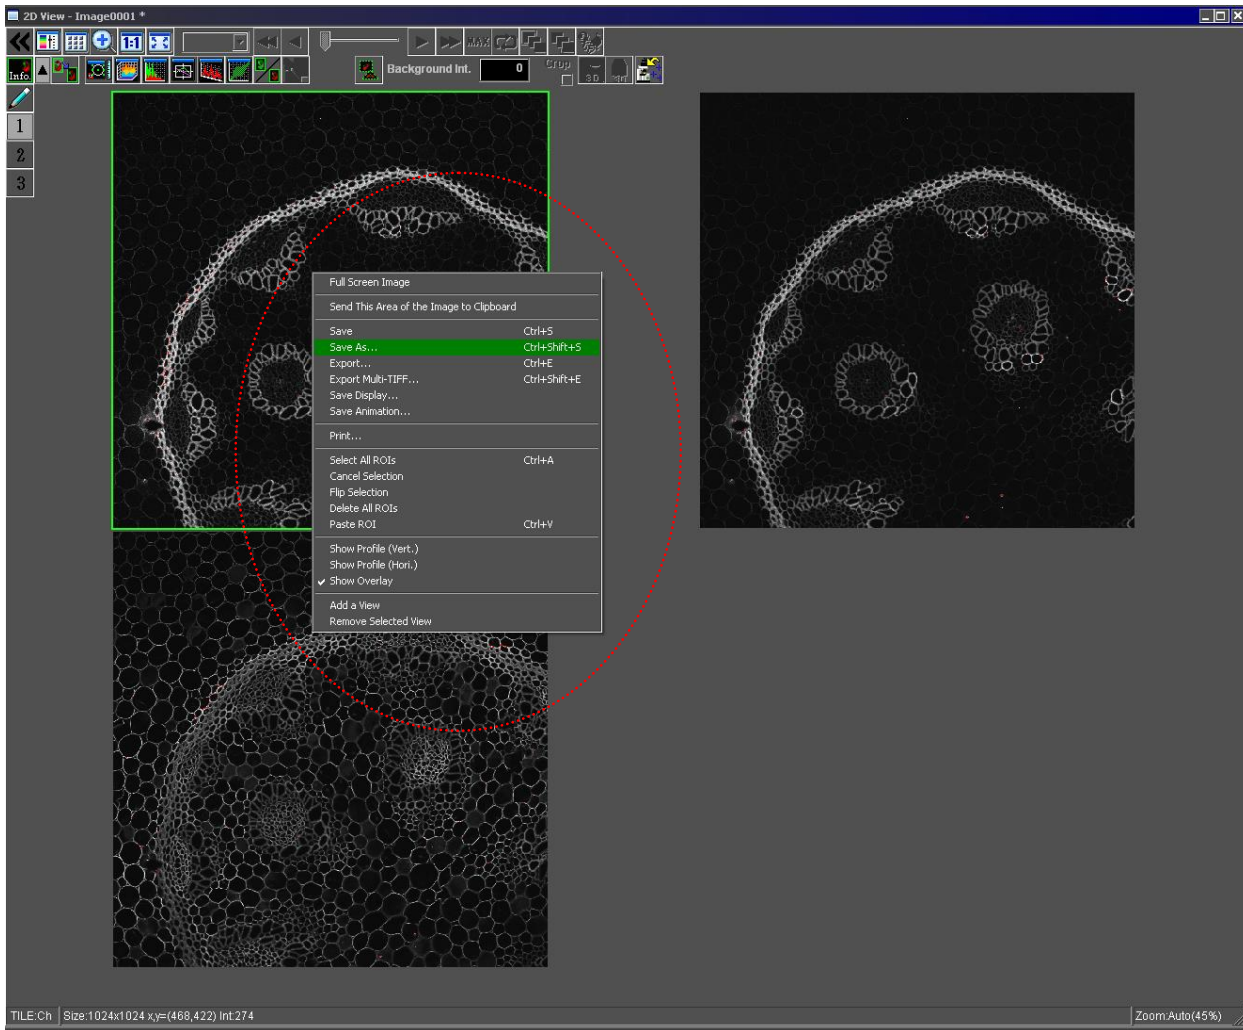 2D View - Image0001 *
1:1
MAX
Info.
Background Int. 0
Crop
3D
1
2
3
Full Screen Image
Send This Area of the Image to Clipboard
Save Ctrl+S
Save As... Ctrl+Shift+S
Export... Ctrl+E
Export Multi-TIFF... Ctrl+Shift+E
Save Display...
Save Animation...
Print...
Select All ROIs Ctrl+A
Cancel Selection
Flip Selection
Delete All ROIs
Paste ROI Ctrl+V
Show Profile (Vert.)
Show Profile (Hori.)
Show Overlay
Add a View
Remove Selected View
TILE:Ch Size:1024x1024 x,y=(468,422) Int:274 Zoom:Auto(45%)